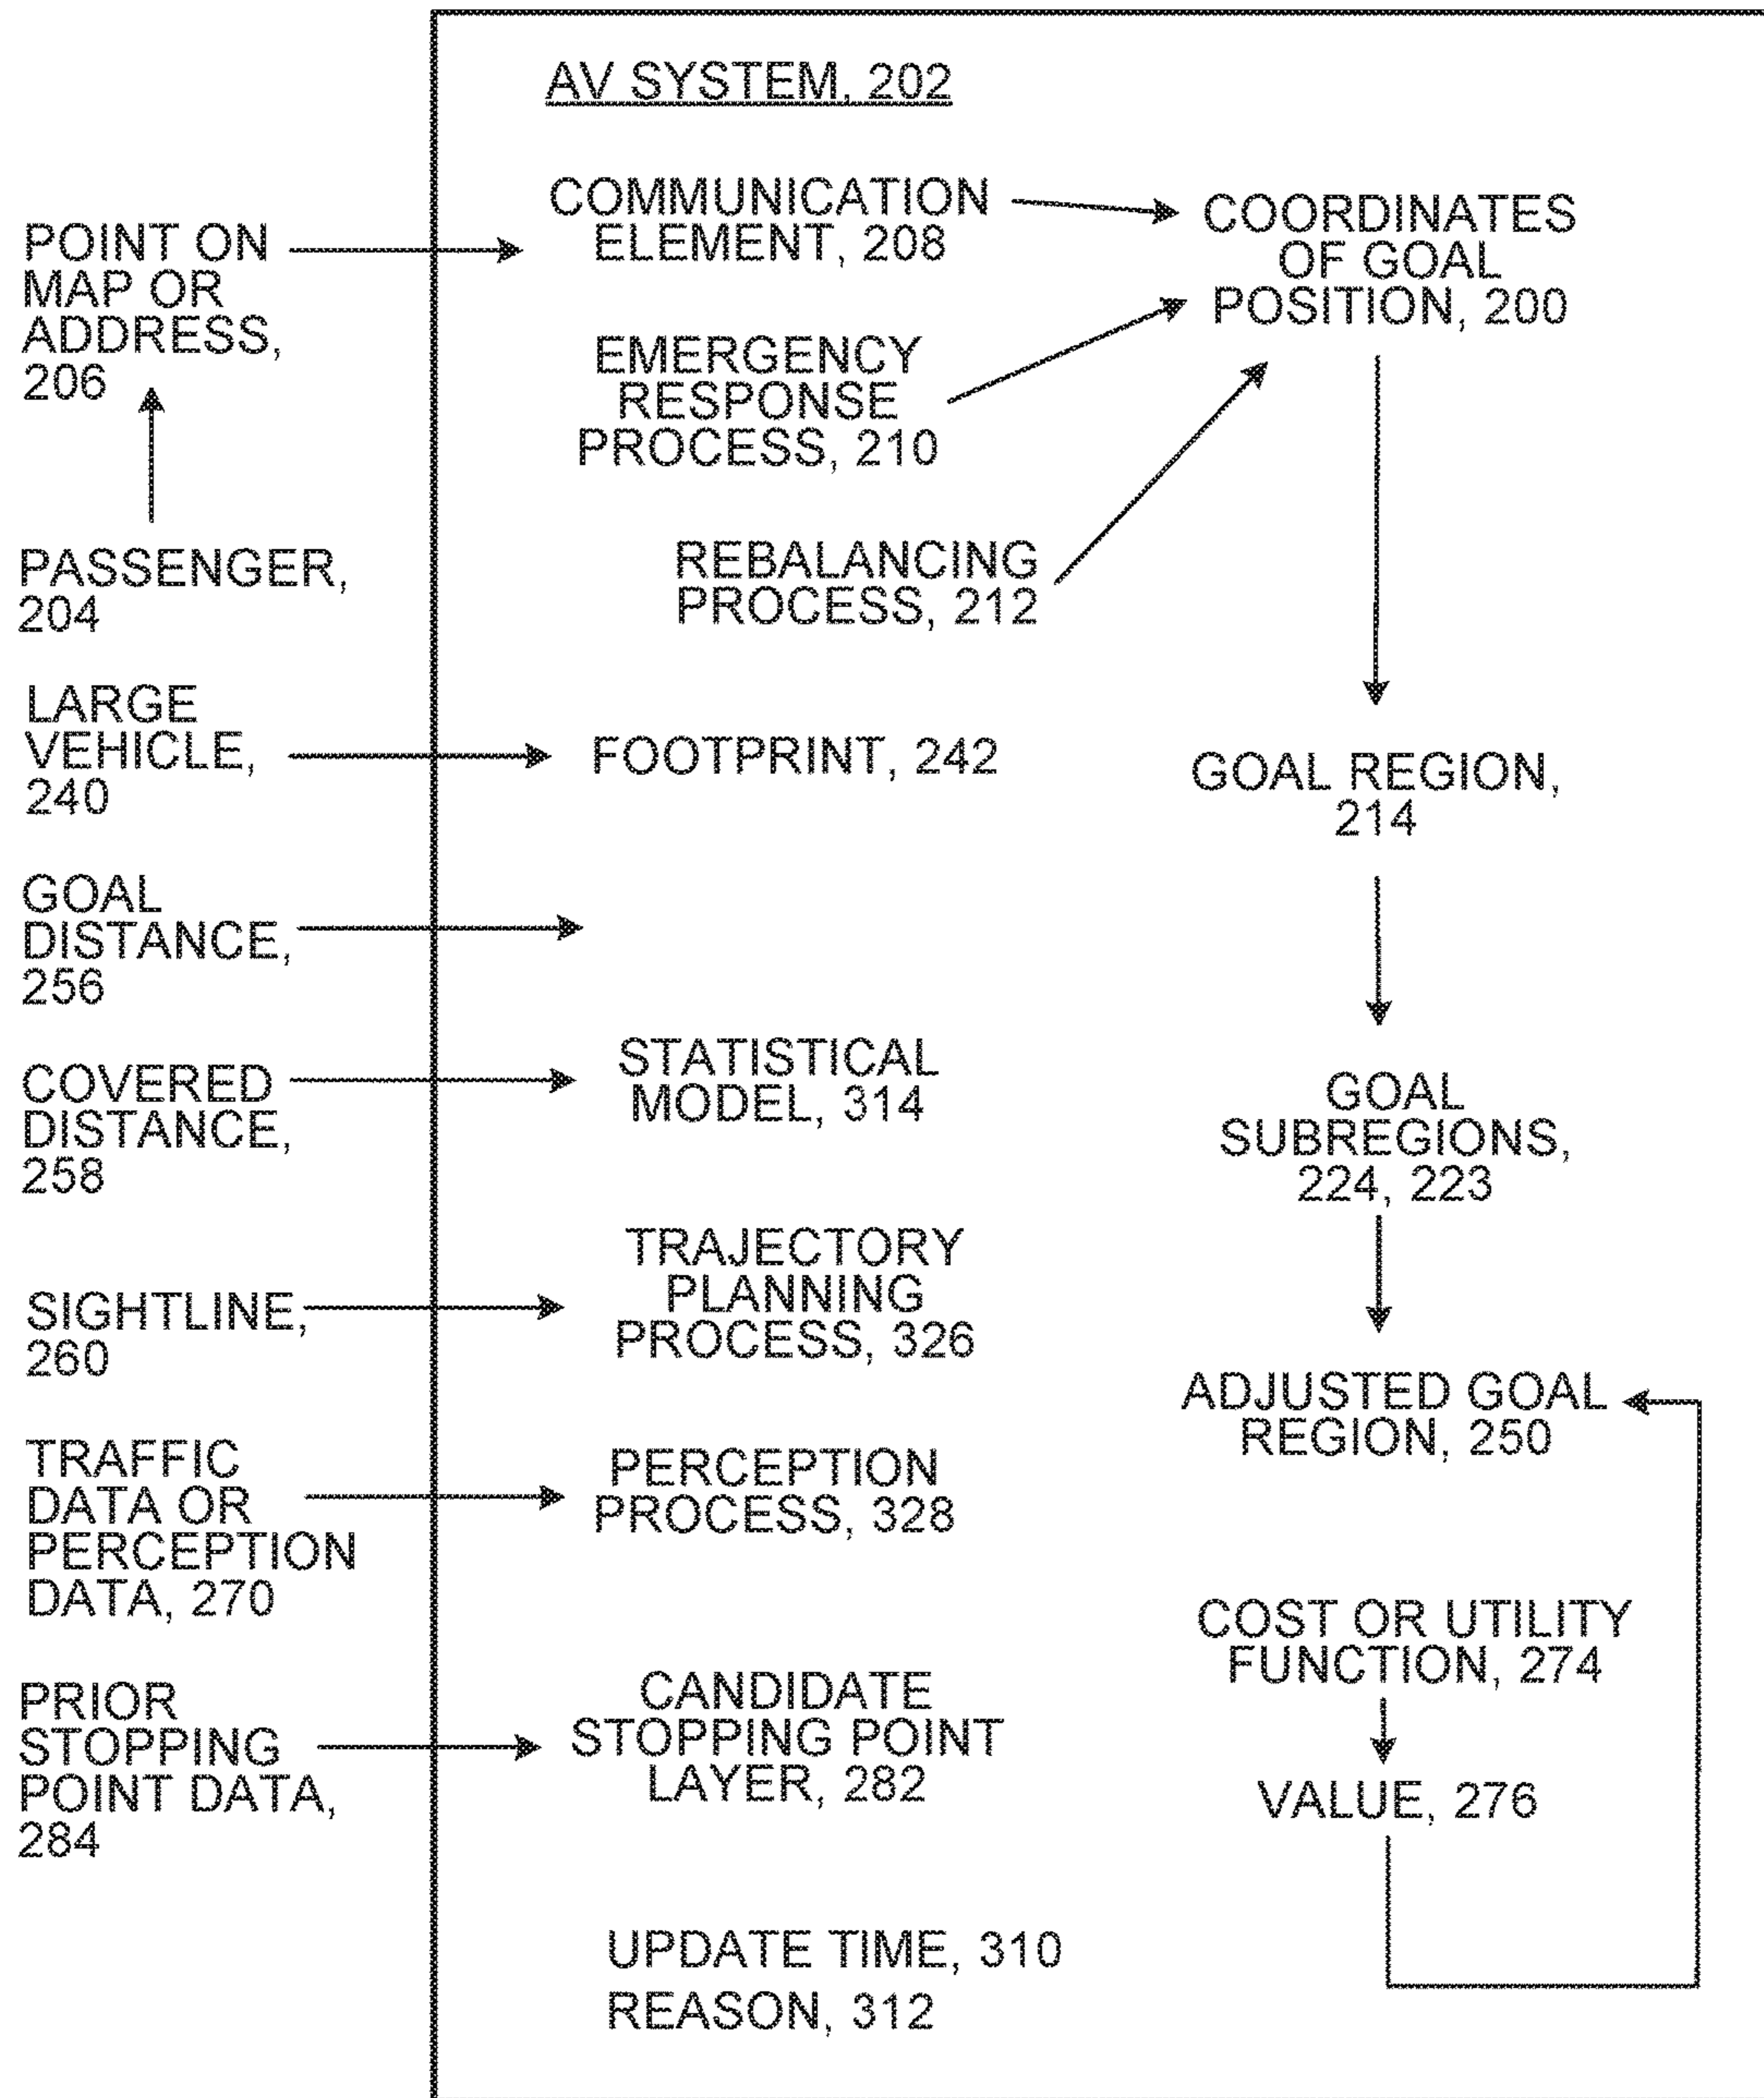 AV SYSTEM, 202
POINT ON
MAP OR
ADDRESS,
206
PASSENGER,
204
LARGE
VEHICLE,
240
GOAL
DISTANCE,
256
COVERED
DISTANCE,
258
SIGHTLINE,
260
TRAFFIC
DATA OR
PERCEPTION
DATA, 270
PRIOR
STOPPING
POINT DATA,
284
COMMUNICATION
ELEMENT, 208
EMERGENCY
RESPONSE
PROCESS, 210
REBALANCING
PROCESS, 212
FOOTPRINT, 242
STATISTICAL
MODEL, 314
TRAJECTORY
PLANNING
PROCESS, 326
PERCEPTION
PROCESS, 328
CANDIDATE
STOPPING POINT
LAYER, 282
UPDATE TIME, 310
REASON, 312
COORDINATES
OF GOAL
POSITION, 200
GOAL REGION,
214
GOAL
SUBREGIONS,
224, 223
ADJUSTED GOAL
REGION, 250
COST OR UTILITY
FUNCTION, 274
VALUE, 276